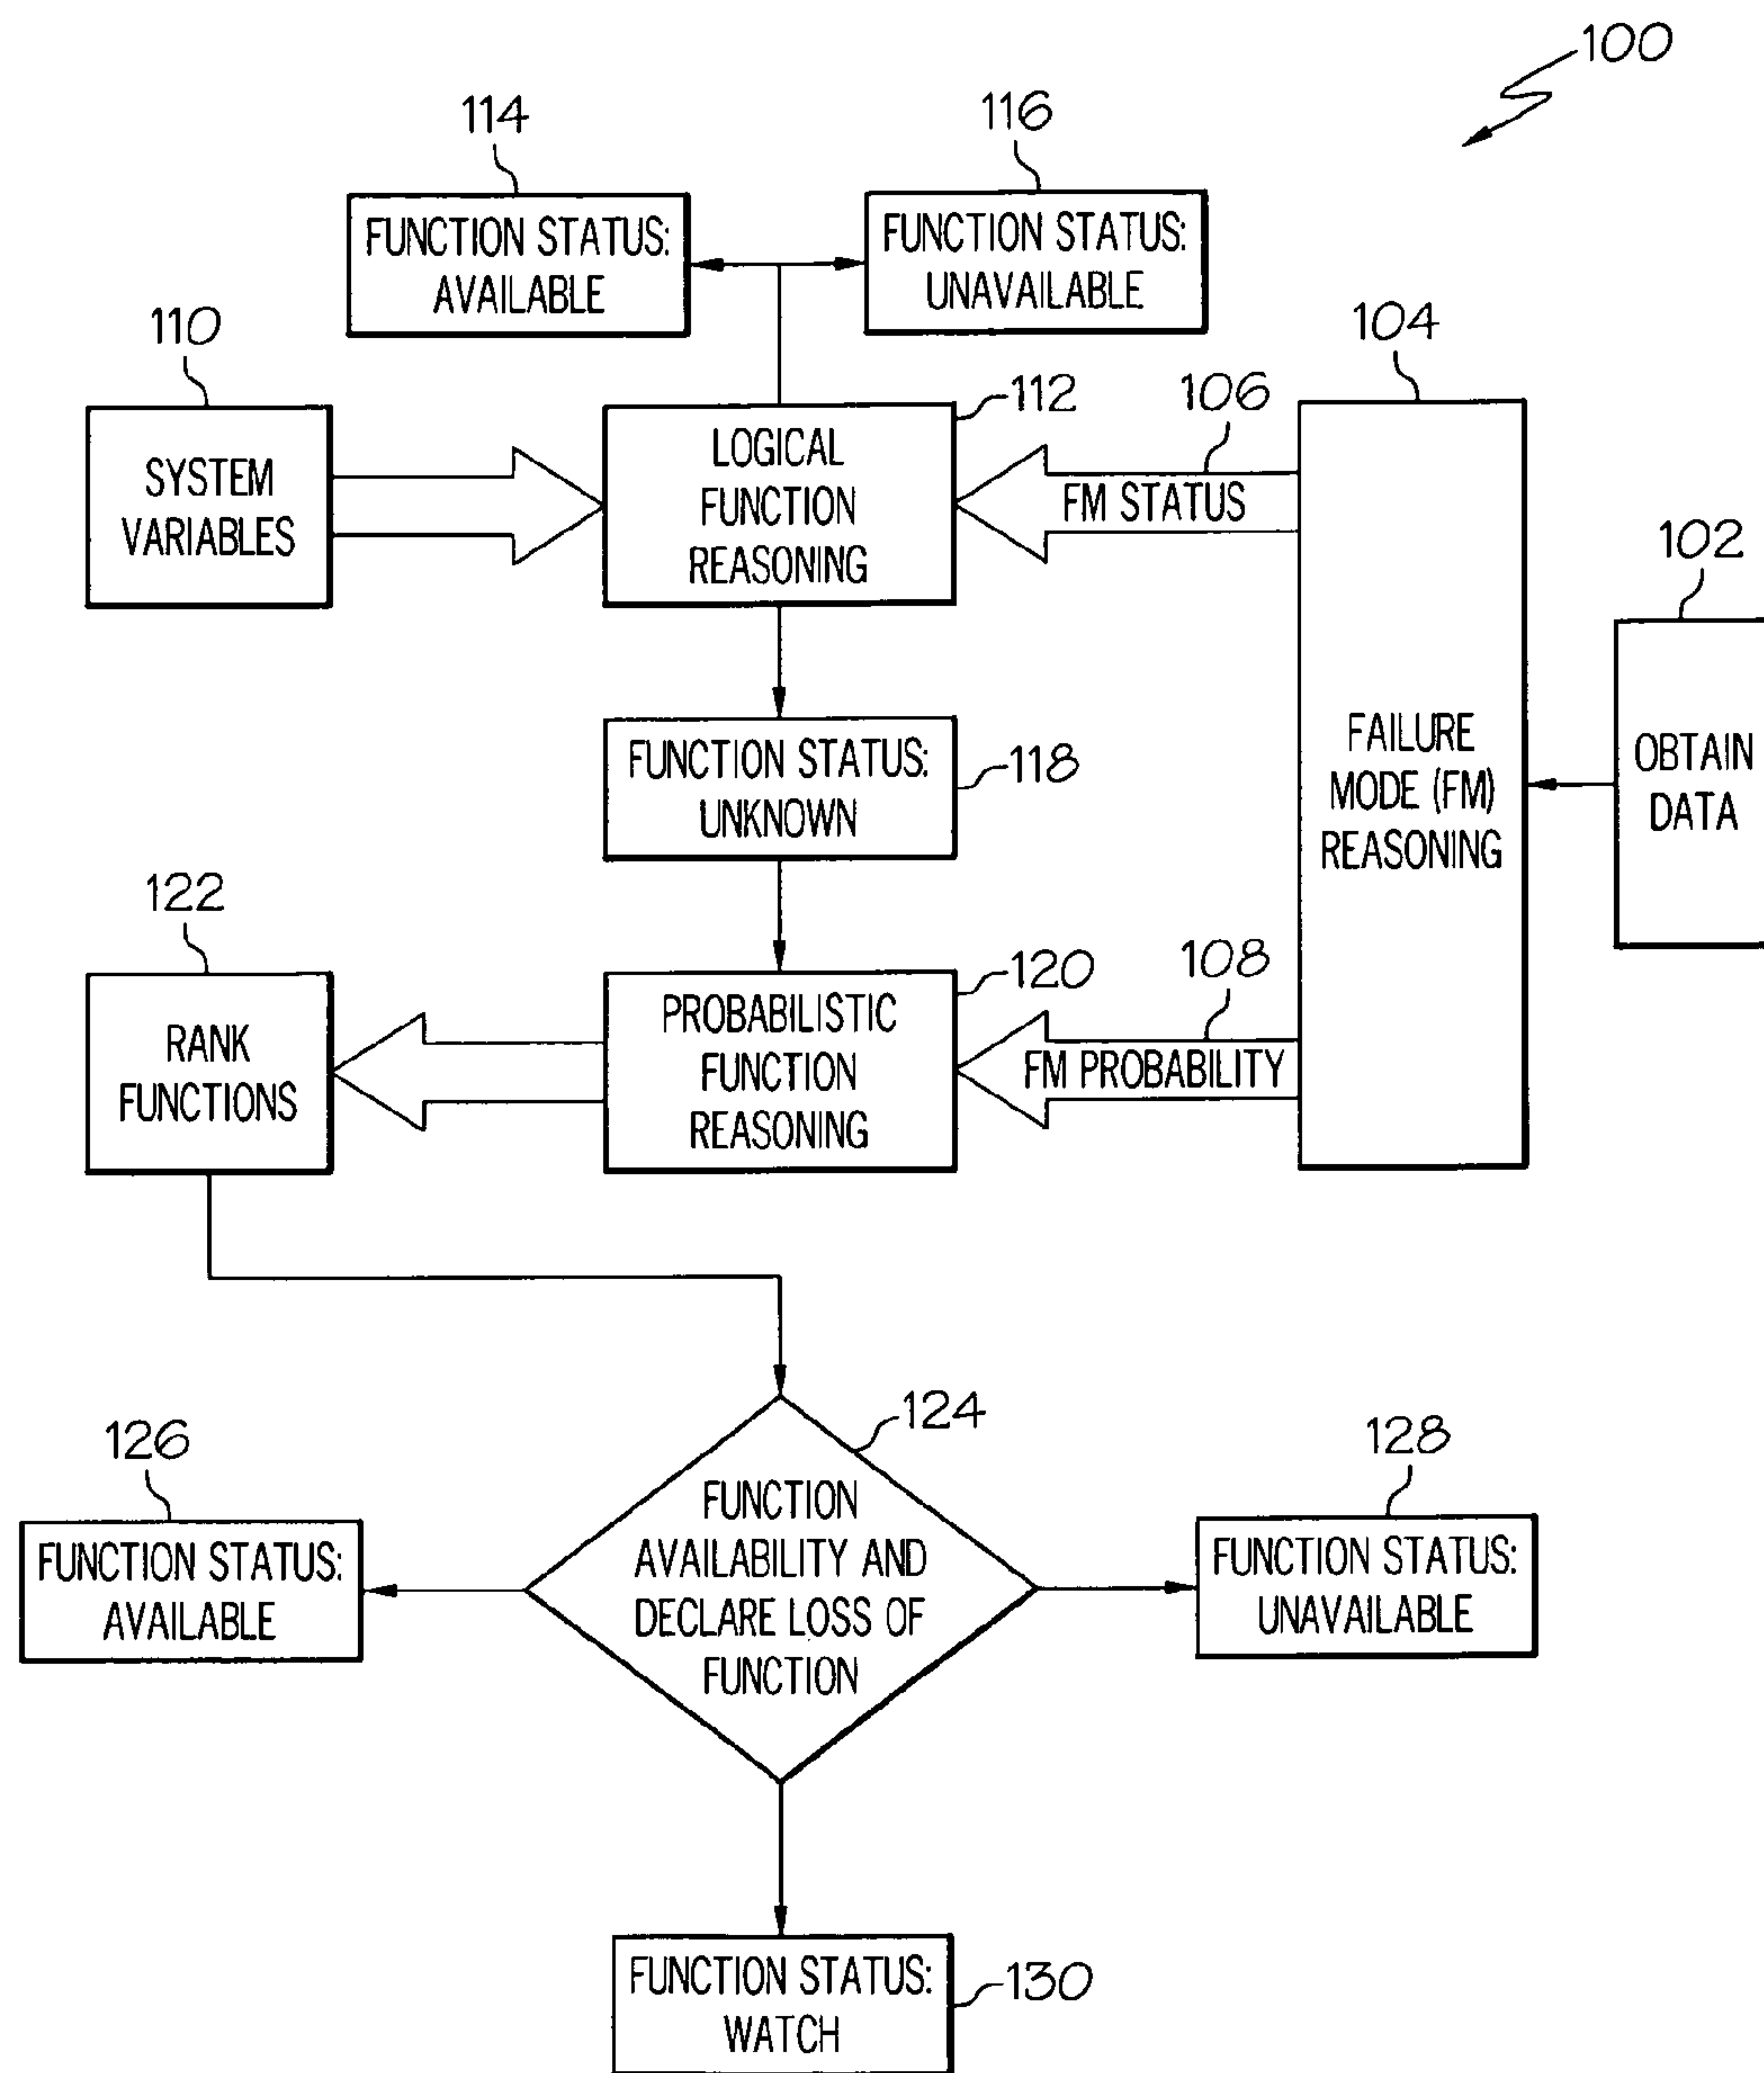 100
114
116
FUNCTION STATUS:
AVAILABLE
FUNCTION STATUS:
UNAVAILABLE
110
104
112
106
SYSTEM
VARIABLES
LOGICAL
FUNCTION
REASONING
FM STATUS
102
FUNCTION STATUS:
UNKNOWN
118
FAILURE
MODE (FM)
REASONING
OBTAIN
DATA
122
120
108
RANK
FUNCTIONS
PROBABILISTIC
FUNCTION
REASONING
FM PROBABILITY
124
126
128
FUNCTION STATUS:
AVAILABLE
FUNCTION
AVAILABILITY AND
DECLARE LOSS OF
FUNCTION
FUNCTION STATUS:
UNAVAILABLE
FUNCTION STATUS:
WATCH
130